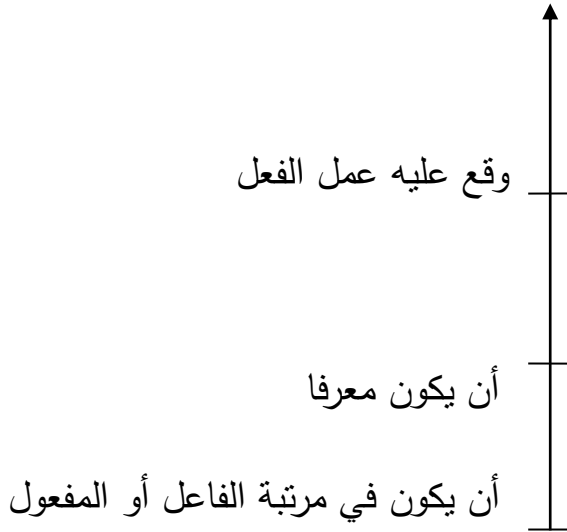 وقع عليه عمل الفعل
أن يكون معرفا
أن يكون في مرتبة الفاعل أو المفعول